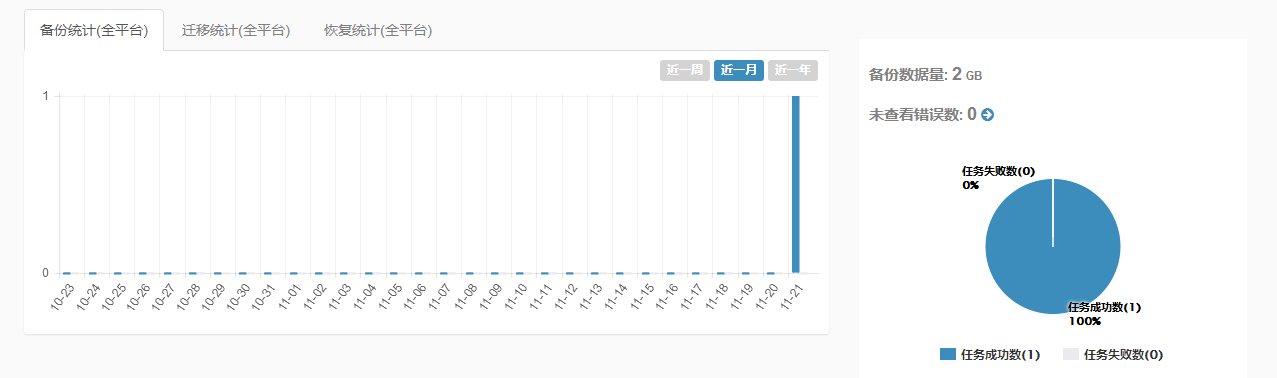 备份统计(全平台) 迁移统计(全平台) 恢复统计(全平台)
近一周 近一月 近一年
1
0
10-23 10-24 10-25 10-26 10-27 10-28 10-29 10-30 10-31 11-01 11-02 11-03 11-04 11-05 11-06 11-07 11-08 11-09 11-10 11-11 11-12 11-13 11-14 11-15 11-16 11-17 11-18 11-19 11-20 11-21
备份数据量: 2 GB
未查看错误数: 0
任务失败数(0)
0%
任务成功数(1)
100%
任务成功数(1) 任务失败数(0)